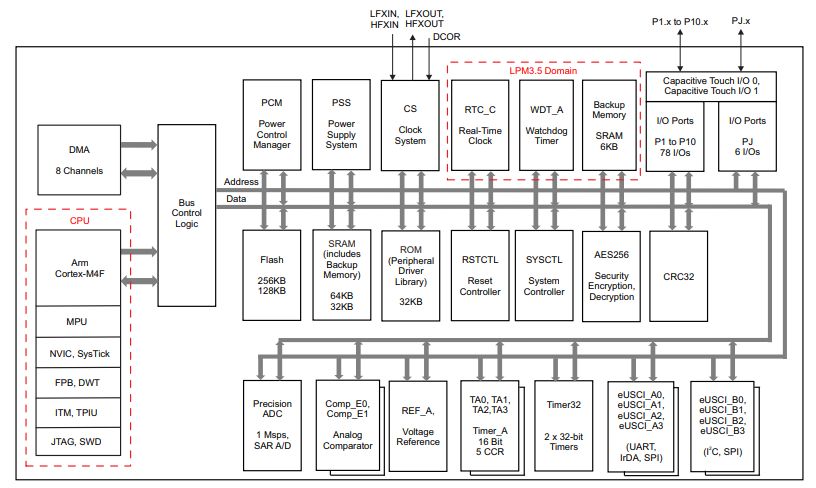 LFXIN,
HFXIN
LFXOUT,
HFXOUT
DCOR
P1.x to P10.x
PJ.x
LPM3.5 Domain
Capacitive Touch I/O 0,
Capacitive Touch I/O 1
PCM
Power
Control
Manager
PSS
Power
Supply
System
CS
Clock
System
RTC_C
Real-Time
Clock
WDT_A
Watchdog
Timer
Backup
Memory
SRAM
6KB
I/O Ports
P1 to P10
78 I/Os
I/O Ports
PJ
6 I/Os
DMA
8 Channels
Bus
Control
Logic
Address
Data
CPU
Arm
Cortex-M4F
MPU
NVIC, SysTick
FPB, DWT
ITM, TPIU
JTAG, SWD
Flash
256KB
128KB
SRAM
(includes
Backup
Memory)
64KB
32KB
ROM
(Peripheral
Driver
Library)
32KB
RSTCTL
Reset
Controller
SYSCTL
System
Controller
AES256
Security
Encryption,
Decryption
CRC32
Precision
ADC
1 Msps,
SAR A/D
Comp_E0,
Comp_E1
Analog
Comparator
REF_A,
Voltage
Reference
TA0, TA1,
TA2,TA3
Timer_A
16 Bit
5 CCR
Timer32
2 x 32-bit
Timers
eUSCI_A0,
eUSCI_A1,
eUSCI_A2,
eUSCI_A3
(UART,
IrDA, SPI)
eUSCI_B0,
eUSCI_B1,
eUSCI_B2,
eUSCI_B3
(I²C, SPI)